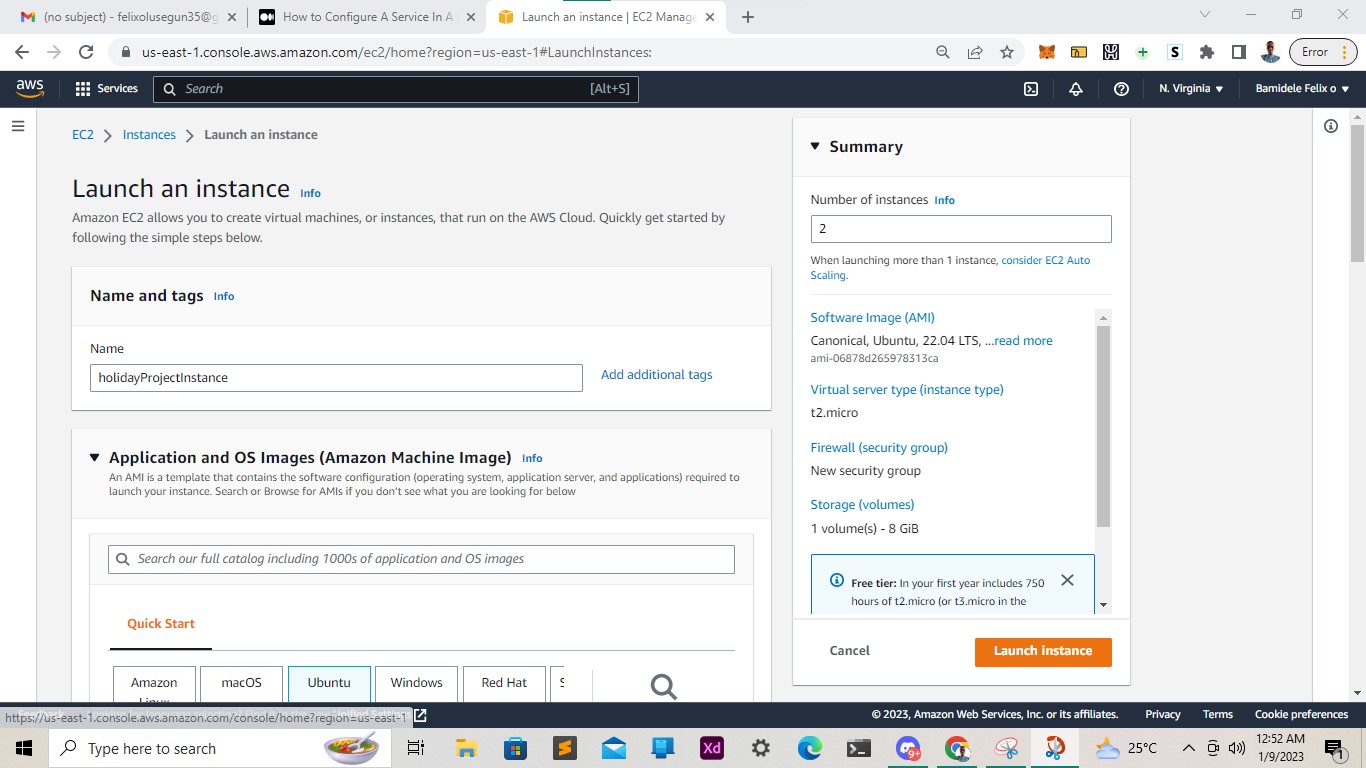 (no subject) - felixolusegun35@g
How to Configure A Service In A
Launch an instance | EC2 Manage
us-east-1.console.aws.amazon.com/ec2/home?region=us-east-1#LaunchInstances:
Error
aws
Services
Search
[Alt+S]
N. Virginia
Bamidele Felix o
EC2
Instances
Launch an instance
Launch an instance Info
Amazon EC2 allows you to create virtual machines, or instances, that run on the AWS Cloud. Quickly get started by
following the simple steps below.
Name and tags Info
Name
holidayProjectInstance
Add additional tags
Application and OS Images (Amazon Machine Image) Info
An AMI is a template that contains the software configuration (operating system, application server, and applications) required to
launch your instance. Search or Browse for AMIs if you don't see what you are looking for below
Search our full catalog including 1000s of application and OS images
Quick Start
Amazon
macOS
Ubuntu
Windows
Red Hat
Summary
Number of instances Info
2
When launching more than 1 instance, consider EC2 Auto
Scaling.
Software Image (AMI)
Canonical, Ubuntu, 22.04 LTS, ...read more
ami-06878d265978313ca
Virtual server type (instance type)
t2.micro
Firewall (security group)
New security group
Storage (volumes)
1 volume(s) - 8 GiB
Free tier: In your first year includes 750
hours of t2.micro (or t3.micro in the
Cancel
Launch instance
https://us-east-1.console.aws.amazon.com/console/home?region=us-east-1
© 2023, Amazon Web Services, Inc. or its affiliates.
Privacy
Terms
Cookie preferences
Type here to search
Xd
9+
25°C
12:52 AM
1/9/2023
1